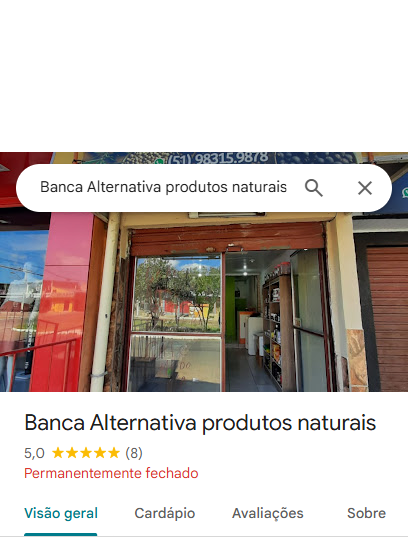 (51) 98315.9878
Banca Alternativa produtos naturais
Banca Alternativa produtos naturais
5,0 (8)
Permanentemente fechado
Visão geral Cardápio Avaliações Sobre